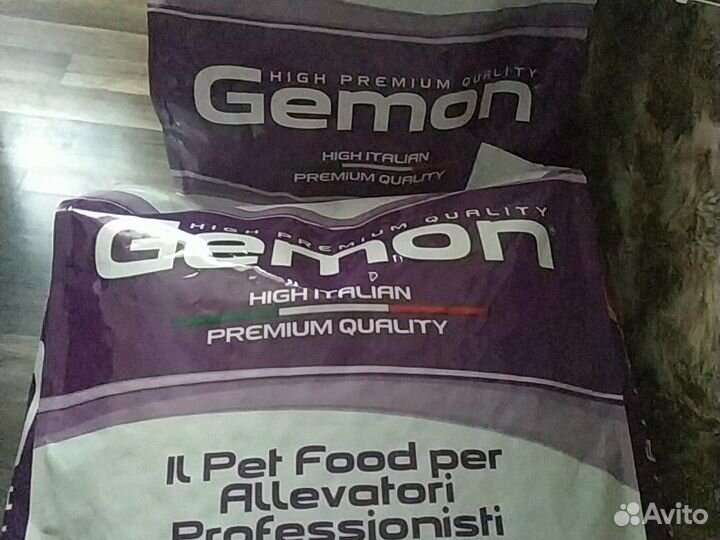 HIGH PREMIUM QUALITY
Gemon
HIGH ITALIAN
PREMIUM QUALITY
HIGH PREMIUM QUALITY
Gemon
HIGH ITALIAN
PREMIUM QUALITY
Il Pet Food per
Allevatori
Professionisti
Avito